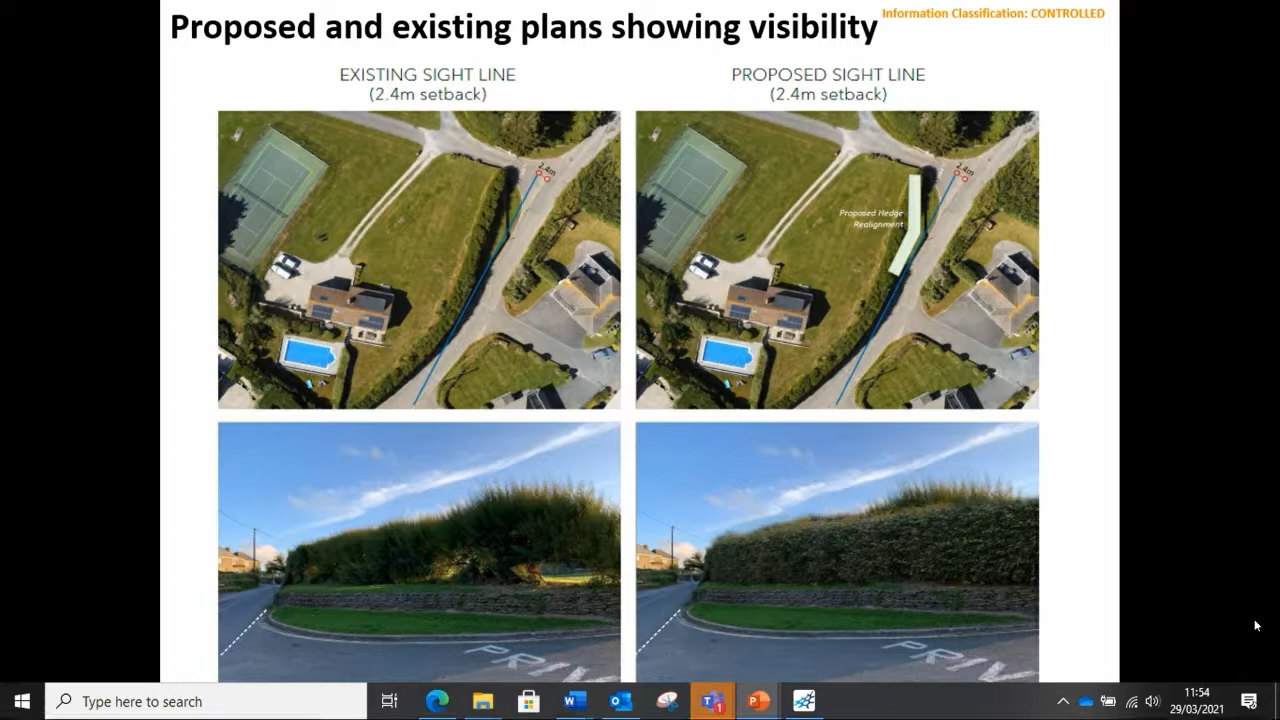 Information Classification: CONTROLLED
Proposed and existing plans showing visibility
EXISTING SIGHT LINE
(2.4m setback)
PROPOSED SIGHT LINE
(2.4m setback)
2.4m
2.4m
Proposed Hedge
Realignment
PRIV
PRIV
Type here to search
11:54
29/03/2021